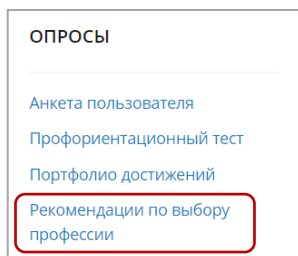 ОПРОСЫ
Анкета пользователя
Профориентационный тест
Портфолио достижений
Рекомендации по выбору
профессии